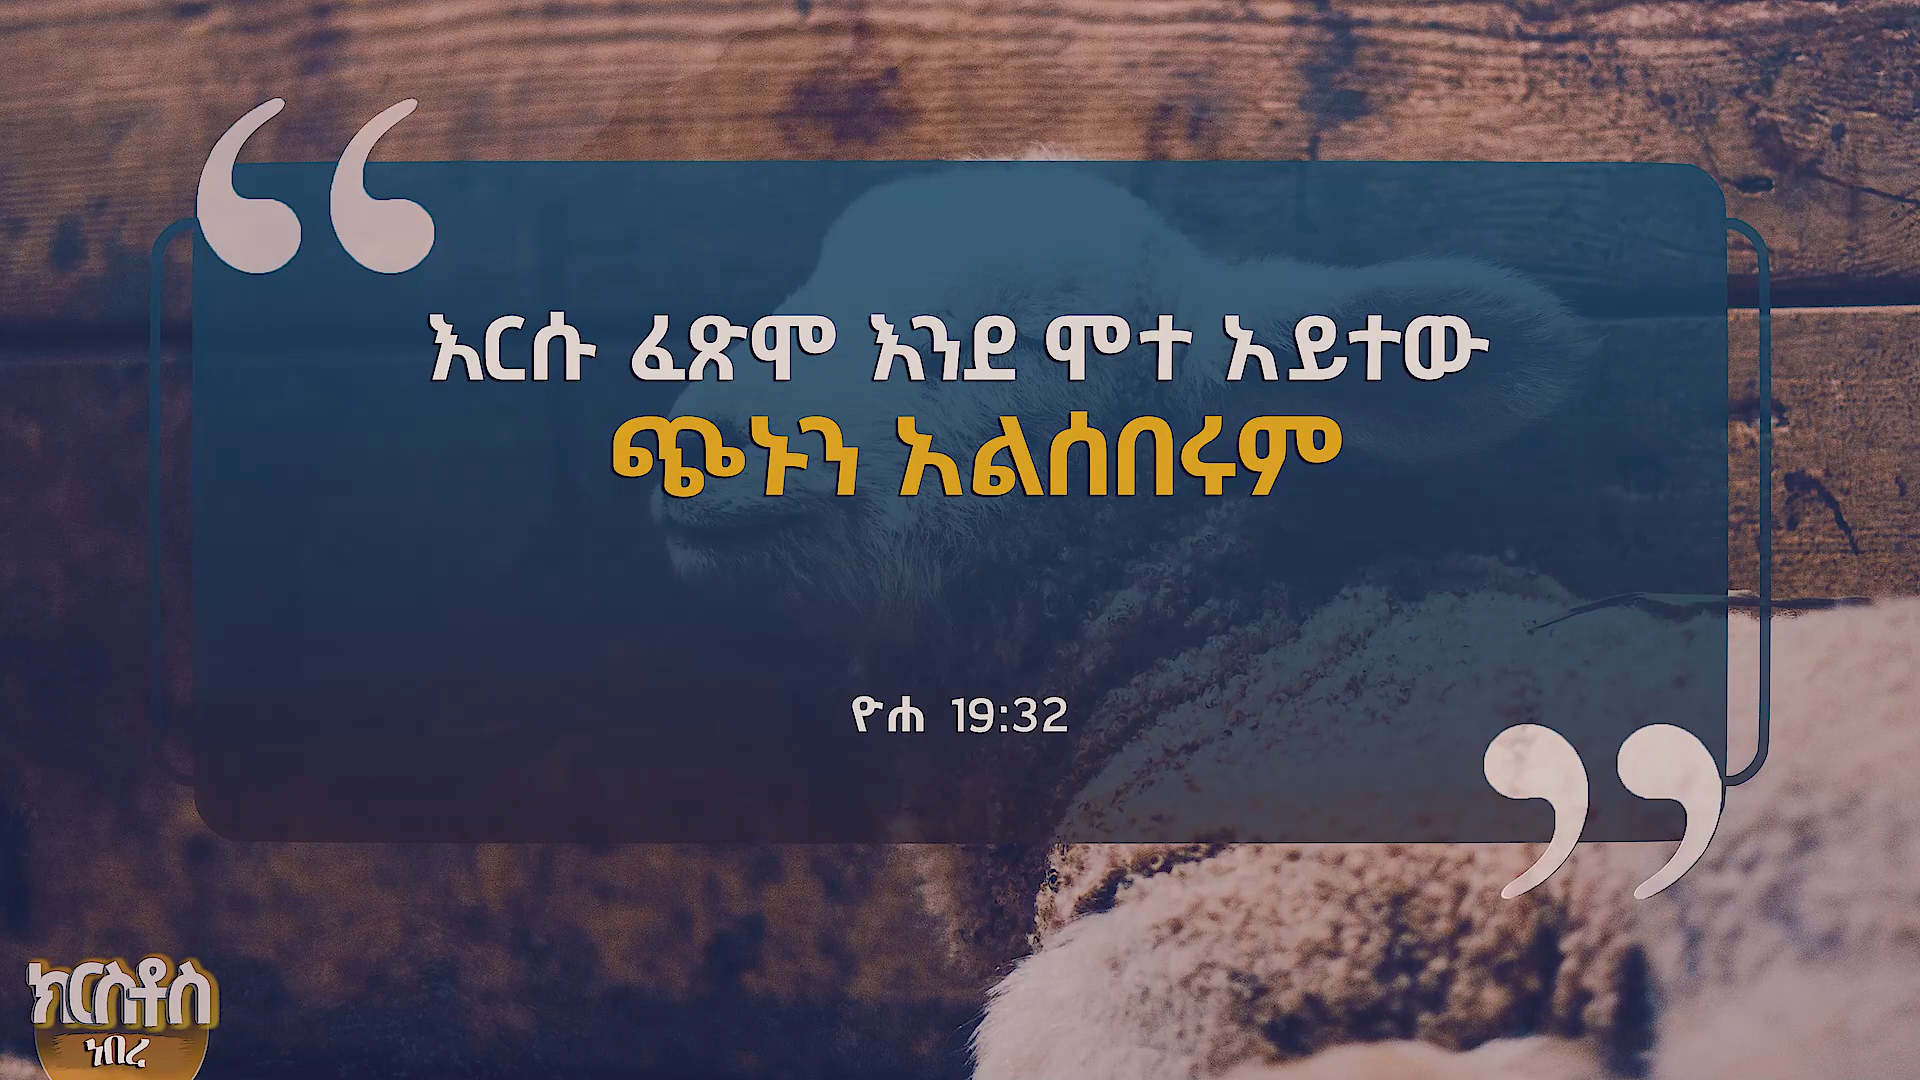 እርሱ ፈጽሞ እንደ ሞተ አይተው
ጭኑን አልሰበሩም
ዮሐ 19:32
ክርስቶስ
ነበረ